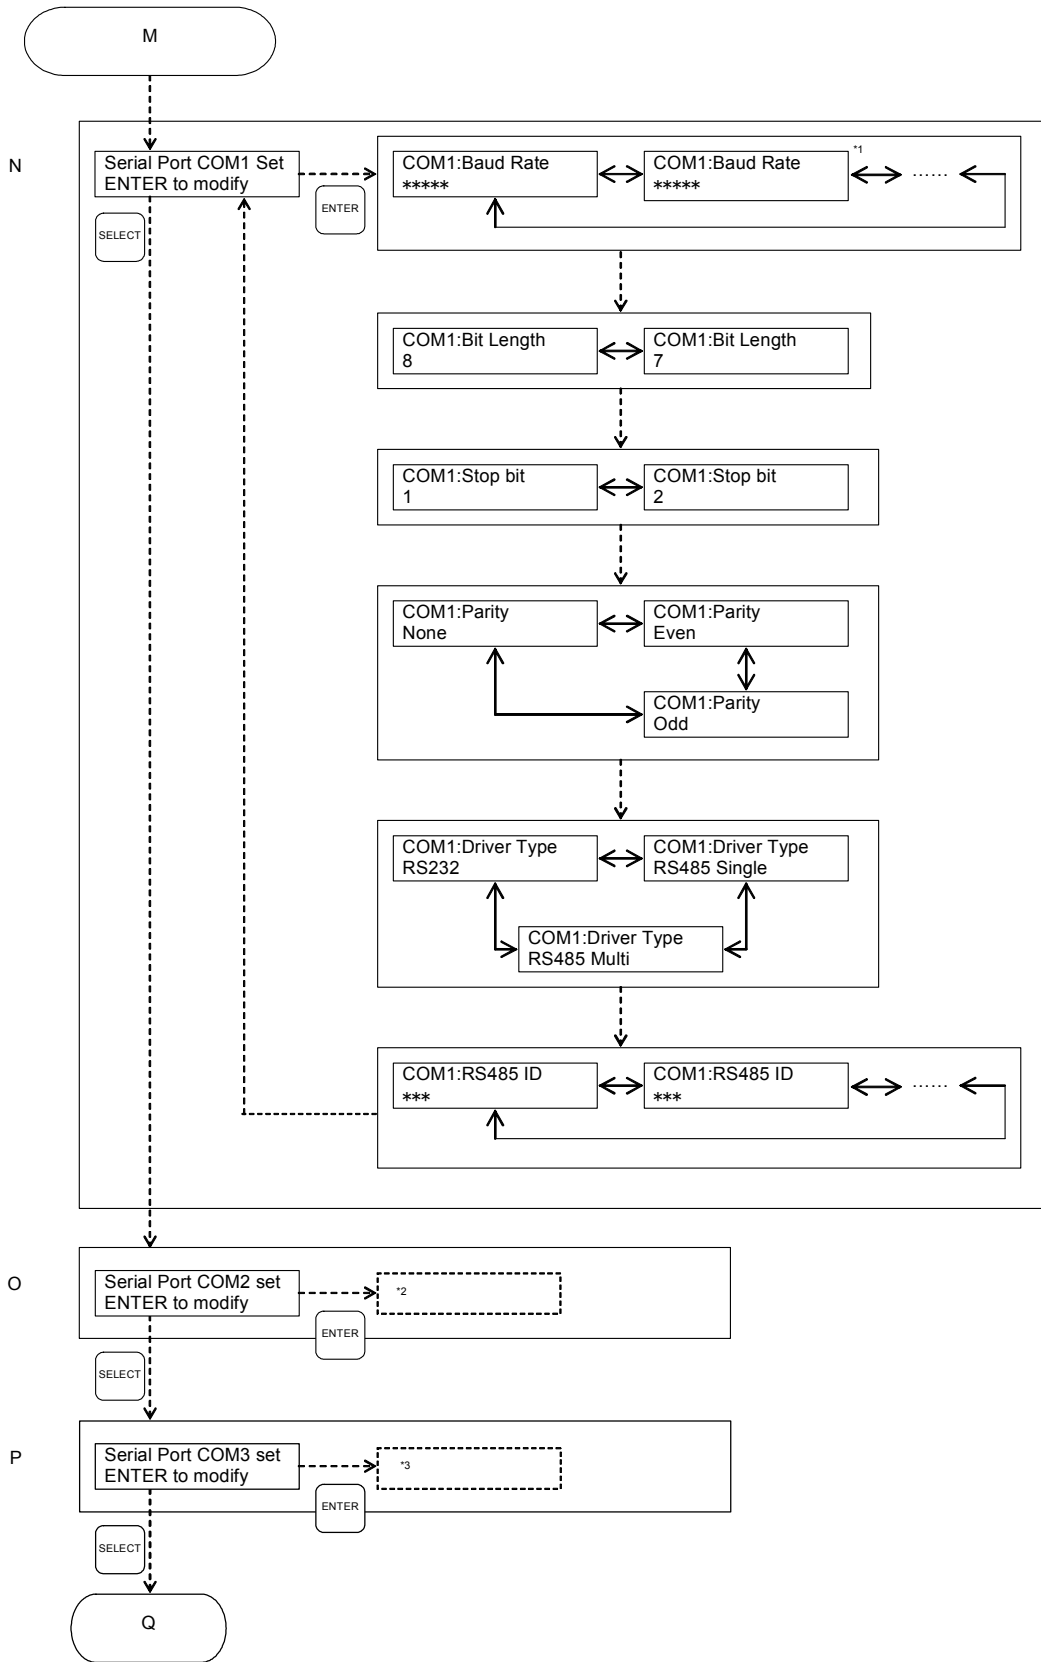 M
N
Serial Port COM1 Set
ENTER to modify
SELECT
ENTER
COM1:Baud Rate
*****
COM1:Baud Rate
*****
*1
......
COM1:Bit Length
8
COM1:Bit Length
7
COM1:Stop bit
1
COM1:Stop bit
2
COM1:Parity
None
COM1:Parity
Even
COM1:Parity
Odd
COM1:Driver Type
RS232
COM1:Driver Type
RS485 Single
COM1:Driver Type
RS485 Multi
COM1:RS485 ID
***
COM1:RS485 ID
***
......
O
Serial Port COM2 set
ENTER to modify
*2
ENTER
SELECT
P
Serial Port COM3 set
ENTER to modify
*3
ENTER
SELECT
Q